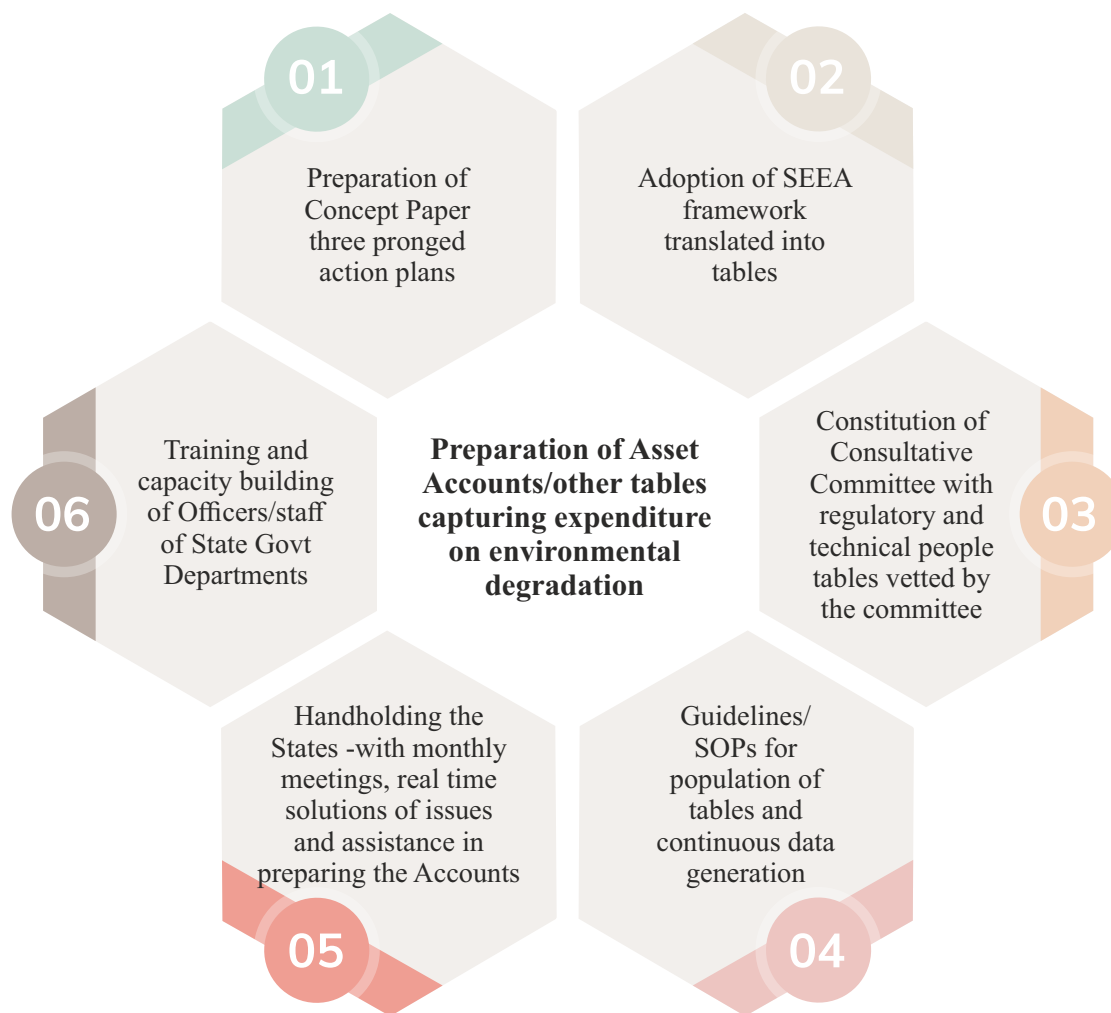 01
Preparation of
Concept Paper
three pronged
action plans
02
Adoption of SEEA
framework
translated into
tables
03
Constitution of
Consultative
Committee with
regulatory and
technical people
tables vetted by
the committee
04
Guidelines/
SOPs for
population of
tables and
continuous data
generation
05
Handholding the
States -with monthly
meetings, real time
solutions of issues
and assistance in
preparing the Accounts
06
Training and
capacity building
of Officers/staff
of State Govt
Departments
Preparation of Asset
Accounts/other tables
capturing expenditure
on environmental
degradation